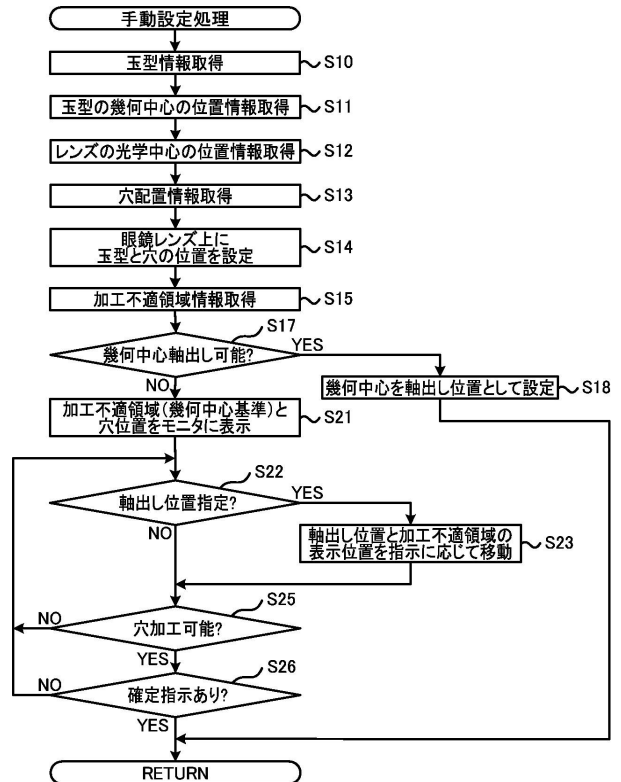 手動設定処理
玉型情報取得
S10
玉型の幾何中心の位置情報取得
S11
レンズの光学中心の位置情報取得
S12
穴配置情報取得
S13
眼鏡レンズ上に
玉型と穴の位置を設定
S14
加工不適領域情報取得
S15
S17
幾何中心軸出し可能?
YES
NO
幾何中心を軸出し位置として設定
S18
加工不適領域(幾何中心基準)と
穴位置をモニタに表示
S21
S22
軸出し位置指定?
YES
NO
軸出し位置と加工不適領域の
表示位置を指示に応じて移動
S23
S25
穴加工可能?
NO
YES
S26
確定指示あり?
NO
YES
RETURN